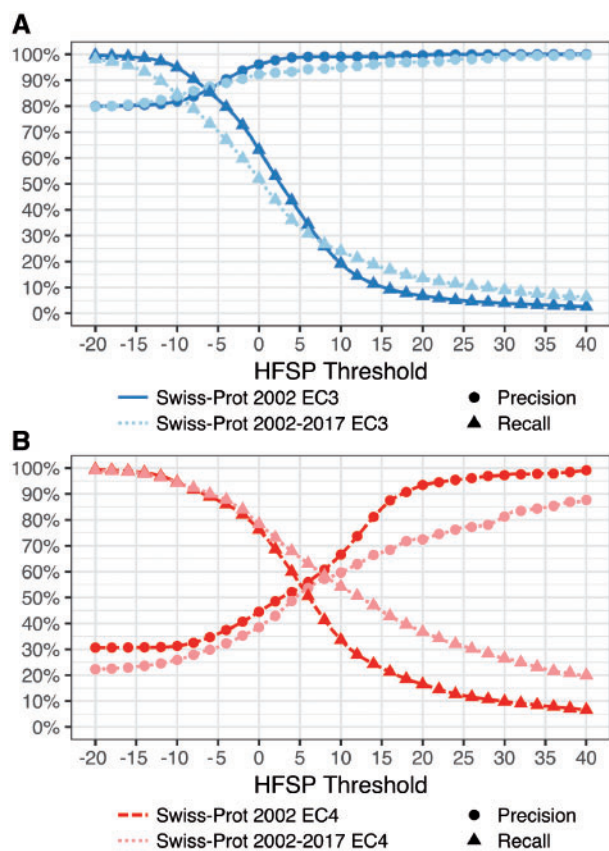 A
100%
90%
80%
70%
60%
50%
40%
30%
20%
10%
0%
-20 -15 -10 -5 0 5 10 15 20 25 30 35 40
HFSP Threshold
Swiss-Prot 2002 EC3 Precision
Swiss-Prot 2002-2017 EC3 Recall
B
100%
90%
80%
70%
60%
50%
40%
30%
20%
10%
0%
-20 -15 -10 -5 0 5 10 15 20 25 30 35 40
HFSP Threshold
Swiss-Prot 2002 EC4 Precision
Swiss-Prot 2002-2017 EC4 Recall